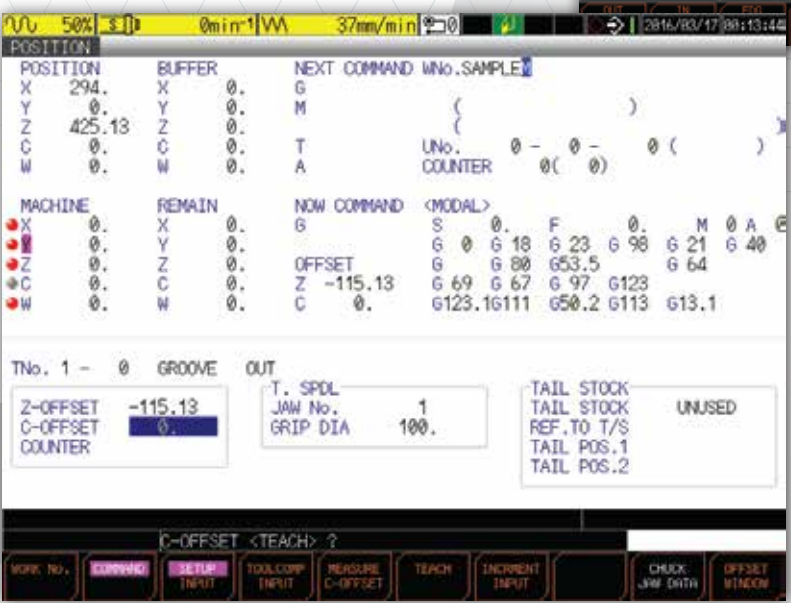 OUT IN EDG
50% S 0min-1 37mm/min 0 2016/03/17 00:13:44
POSITION
POSITION BUFFER NEXT COMMAND WNo.SAMPLE
X 294. X 0. G
Y 0. Y 0. M ( )
Z 425.13 Z 0. (
C 0. C 0. T UNo. 0 - 0 - 0 ( )
W 0. W 0. A COUNTER 0( 0)
MACHINE REMAIN NOW COMMAND <MODAL>
X 0. X 0. G S 0. F 0. M 0 A
Y 0. Y 0. G 0 G 18 G 23 G 98 G 21 G 40
Z 0. Z 0. OFFSET G G 80 G53.5 G 64
C 0. C 0. Z -115.13 G 69 G 67 G 97 G123
W 0. W 0. C 0. G123.1G111 G50.2 G113 G13.1
TNo. 1 - 0 GROOVE OUT
Z-OFFSET -115.13
C-OFFSET 0.
COUNTER
T. SPDL
JAW No. 1
GRIP DIA 100.
TAIL STOCK
TAIL STOCK UNUSED
REF.TO T/S
TAIL POS.1
TAIL POS.2
C-OFFSET <TEACH> ?
WORK No. COMMAND SETUP INPUT TOOLCOMP INPUT MEASURE C-OFFSET TEACH INCRMENT INPUT CHUCK JAW DATA OFFSET WINDOW